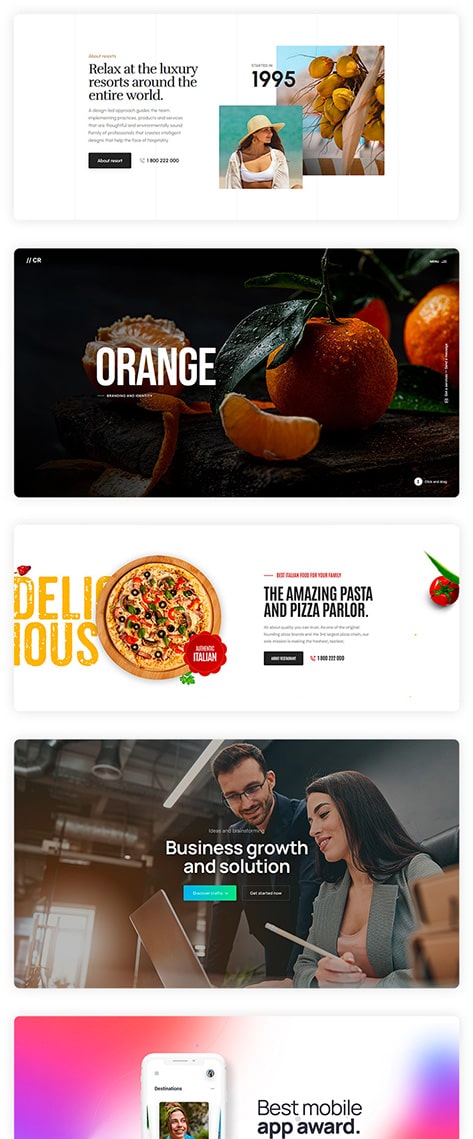 About resorts
Relax at the luxury
resorts around the
entire world.
A design-led approach guides the team,
implementing practices, products and services
that are thoughtful and environmentally sound.
Family of professionals that creates intelligent
designs that help the face of hospitality.
About resort
1 800 222 000
STARTED IN
1995
// CR
MENU
ORANGE
BRANDING AND IDENTITY
Send a message
Click and drag
DELIC
IOUS
AUTHENTIC
ITALIAN
BEST ITALIAN FOOD FOR YOUR FAMILY
THE AMAZING PASTA
AND PIZZA PARLOR.
All about quality you can trust. As one of the original
founding pizza brands and the 3rd largest pizza chain, our
sole mission is making the freshest, tastiest.
ABOUT RESTAURANT
1 800 222 000
Ideas and brainstorming
Business growth
and solution
Discover crafto
Get started now
Destinations
Best mobile
app award.